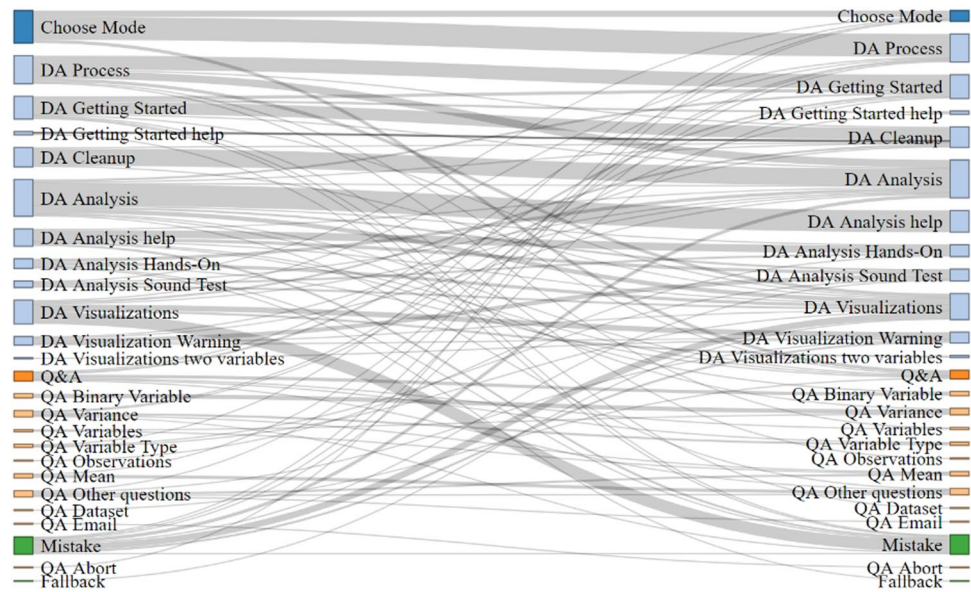 Choose Mode
DA Process
DA Getting Started
DA Getting Started help
DA Cleanup
DA Analysis
DA Analysis help
DA Analysis Hands-On
DA Analysis Sound Test
DA Visualizations
DA Visualization Warning
DA Visualizations two variables
Q&A
QA Binary Variable
QA Variance
QA Variables
QA Variable Type
QA Observations
QA Mean
QA Other questions
QA Dataset
QA Email
Mistake
QA Abort
Fallback
Choose Mode
DA Process
DA Getting Started
DA Getting Started help
DA Cleanup
DA Analysis
DA Analysis help
DA Analysis Hands-On
DA Analysis Sound Test
DA Visualizations
DA Visualization Warning
DA Visualizations two variables
Q&A
QA Binary Variable
QA Variance
QA Variables
QA Variable Type
QA Observations
QA Mean
QA Other questions
QA Dataset
QA Email
Mistake
QA Abort
Fallback